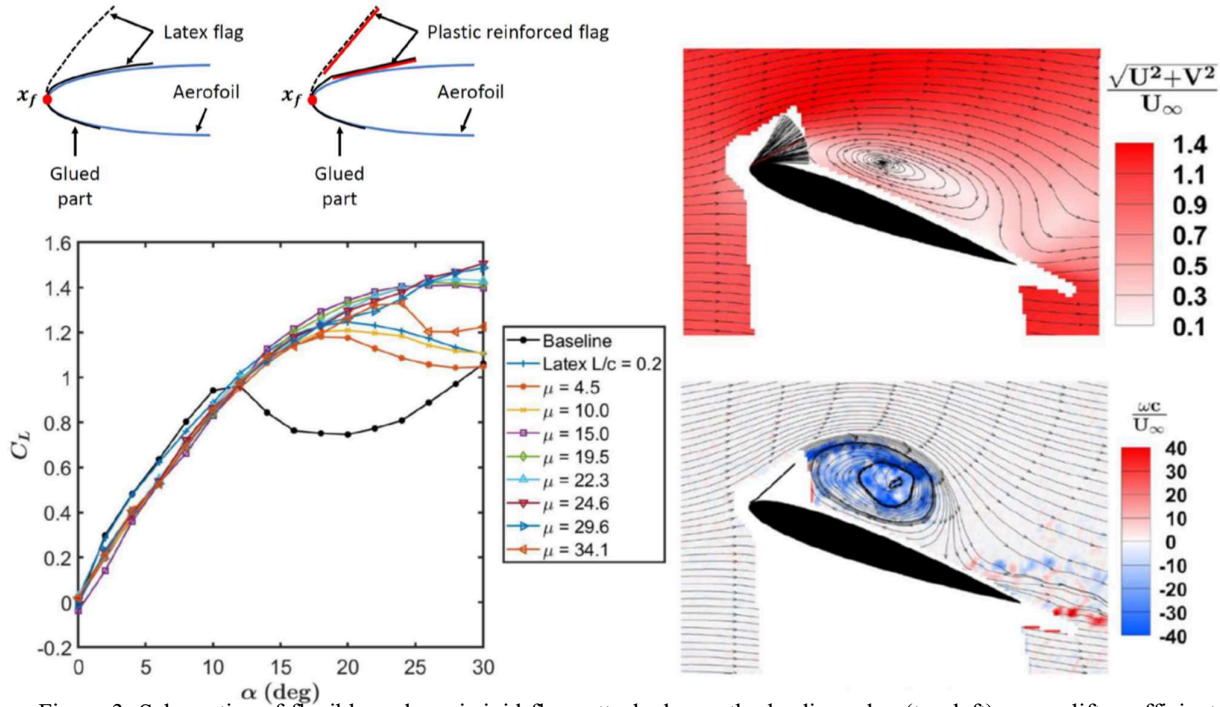 Latex flag
Plastic reinforced flag
x_f
Aerofoil
x_f
Aerofoil
Glued
part
Glued
part
√U²+V²
U∞
1.4
1.1
0.9
0.7
0.5
0.3
0.1
1.6
1.4
1.2
1
0.8
0.6
0.4
0.2
0
-0.2
C_L
0 5 10 15 20 25 30
α (deg)
Baseline
Latex L/c = 0.2
μ = 4.5
μ = 10.0
μ = 15.0
μ = 19.5
μ = 22.3
μ = 24.6
μ = 29.6
μ = 34.1
ωc
U∞
40
30
20
10
0
-10
-20
-30
-40